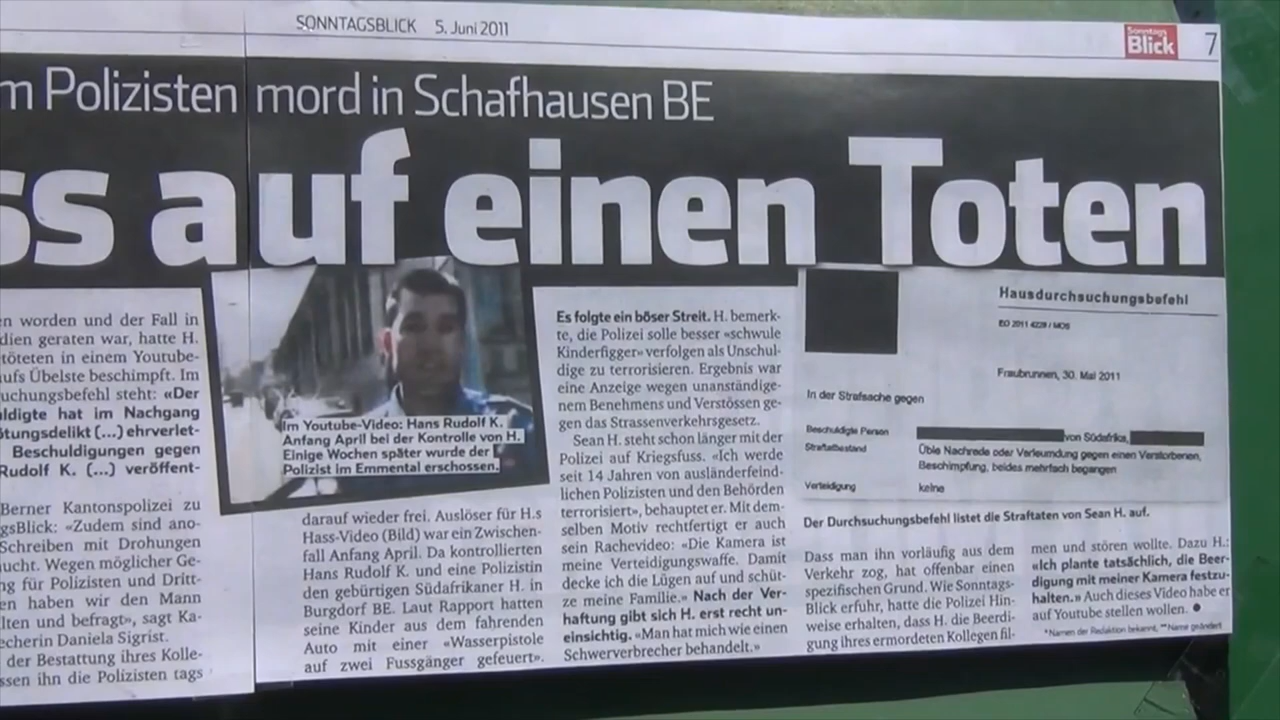 SONNTAGSBLICK 5. Juni 2011
Sonntags
Blick
7
m Polizistenmord in Schafhausen BE
ss auf einen Toten
en worden und der Fall in
dien geraten war, hatte H.
töteten in einem Youtube-
aufs Übelste beschimpft. Im
uchungsbefehl steht: «Der
ldigte hat im Nachgang
ötungsdelikt (...) ehrverlet-
Beschuldigungen gegen
Rudolf K. (...) veröffent-
Berner Kantonspolizei zu
gsBlick: «Zudem sind ano-
Schreiben mit Drohungen
ucht. Wegen möglicher Ge-
ng für Polizisten und Dritt-
en haben wir den Mann
lten und befragt», sagt Ka-
echerin Daniela Sigrist.
der Bestattung ihres Kolle-
ssen ihn die Polizisten tags
Im Youtube-Video: Hans Rudolf K.
Anfang April bei der Kontrolle von H.
Einige Wochen später wurde der
Polizist im Emmental erschossen.
darauf wieder frei. Auslöser für H.s
Hass-Video (Bild) war ein Zwischen-
fall Anfang April. Da kontrollierten
Hans Rudolf K. und eine Polizistin
den gebürtigen Südafrikaner H. in
Burgdorf BE. Laut Rapport hatten
seine Kinder aus dem fahrenden
Auto mit einer «Wasserpistole
auf zwei Fussgänger gefeuert».
Es folgte ein böser Streit. H. bemerk-
te, die Polizei solle besser «schwule
Kinderfigger» verfolgen als Unschul-
dige zu terrorisieren. Ergebnis war
eine Anzeige wegen unanständige-
nem Benehmens und Verstössen ge-
gen das Strassenverkehrsgesetz.
Sean H. steht schon länger mit der
Polizei auf Kriegsfuss. «Ich werde
seit 14 Jahren von ausländerfeind-
lichen Polizisten und den Behörden
terrorisiert», behauptet er. Mit dem-
selben Motiv rechtfertigt er auch
sein Rachevideo: «Die Kamera ist
meine Verteidigungswaffe. Damit
decke ich die Lügen auf und schüt-
ze meine Familie.» Nach der Ver-
haftung gibt sich H. erst recht un-
einsichtig. «Man hat mich wie einen
Schwerverbrecher behandelt.»
Hausdurchsuchungsbefehl
EO 2011 4229 / MOS
Fraubrunnen, 30. Mai 2011
In der Strafsache gegen
Beschuldigte Person von Südafrika,
Straftatbestand Üble Nachrede oder Verleumdung gegen einen Verstorbenen,
Beschimpfung, beides mehrfach begangen
Verteidigung keine
Der Durchsuchungsbefehl listet die Straftaten von Sean H. auf.
Dass man ihn vorläufig aus dem
Verkehr zog, hat offenbar einen
spezifischen Grund. Wie Sonntags-
Blick erfuhr, hatte die Polizei Hin-
weise erhalten, dass H. die Beerdi-
gung ihres ermordeten Kollegen fil-
men und stören wollte. Dazu H.:
«Ich plante tatsächlich, die Beer-
digung mit meiner Kamera festzu-
halten.» Auch dieses Video habe er
auf Youtube stellen wollen. ●
*Namen der Redaktion bekannt, **Name geändert